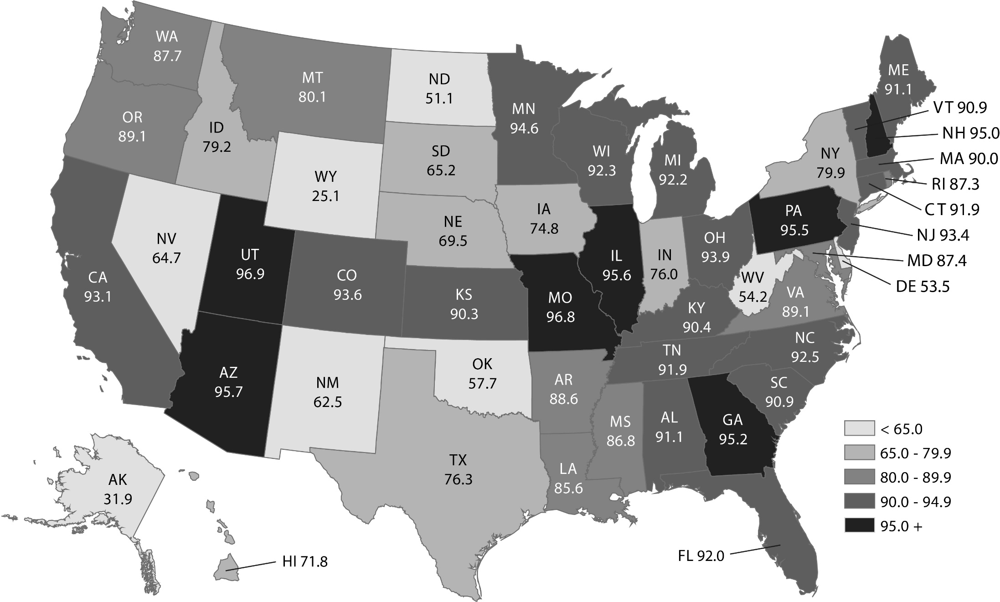 WA
87.7
OR
89.1
ID
79.2
MT
80.1
ND
51.1
MN
94.6
ME
91.1
VT 90.9
NH 95.0
MA 90.0
RI 87.3
CT 91.9
NJ 93.4
MD 87.4
DE 53.5
NY
79.9
PA
95.5
WI
92.3
MI
92.2
SD
65.2
WY
25.1
NE
69.5
IA
74.8
NV
64.7
UT
96.9
CO
93.6
CA
93.1
KS
90.3
MO
96.8
IL
95.6
IN
76.0
OH
93.9
WV
54.2
VA
89.1
KY
90.4
NC
92.5
TN
91.9
SC
90.9
AZ
95.7
NM
62.5
OK
57.7
AR
88.6
MS
86.8
AL
91.1
GA
95.2
TX
76.3
LA
85.6
AK
31.9
HI 71.8
FL 92.0
< 65.0
65.0 - 79.9
80.0 - 89.9
90.0 - 94.9
95.0 +